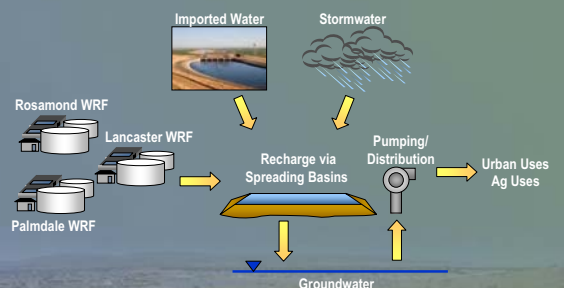 Imported Water
Stormwater
Rosamond WRF
Lancaster WRF
Palmdale WRF
Recharge via
Spreading Basins
Pumping/
Distribution
Urban Uses
Ag Uses
Groundwater